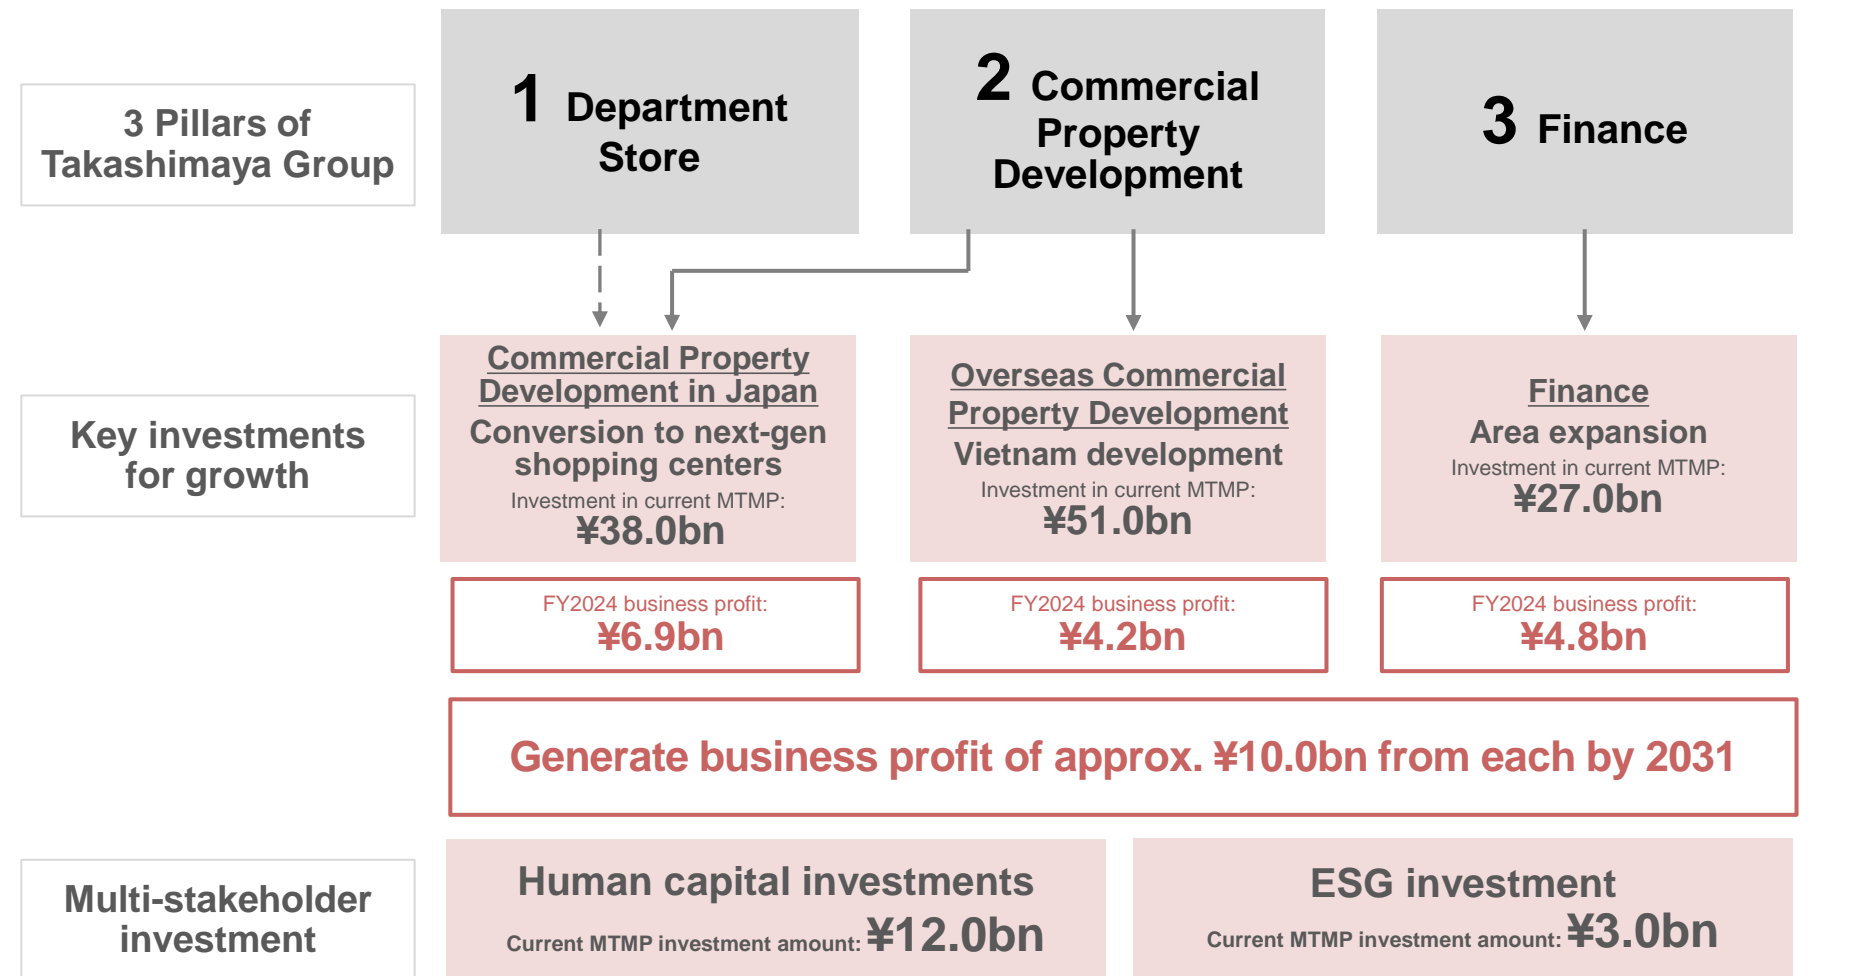 3 Pillars of
Takashimaya Group
1 Department
Store
2 Commercial
Property
Development
3 Finance
Key investments
for growth
Commercial Property
Development in Japan
Conversion to next-gen
shopping centers
Investment in current MTMP:
¥38.0bn
Overseas Commercial
Property Development
Vietnam development
Investment in current MTMP:
¥51.0bn
Finance
Area expansion
Investment in current MTMP:
¥27.0bn
FY2024 business profit:
¥6.9bn
FY2024 business profit:
¥4.2bn
FY2024 business profit:
¥4.8bn
Generate business profit of approx. ¥10.0bn from each by 2031
Multi-stakeholder
investment
Human capital investments
Current MTMP investment amount: ¥12.0bn
ESG investment
Current MTMP investment amount: ¥3.0bn